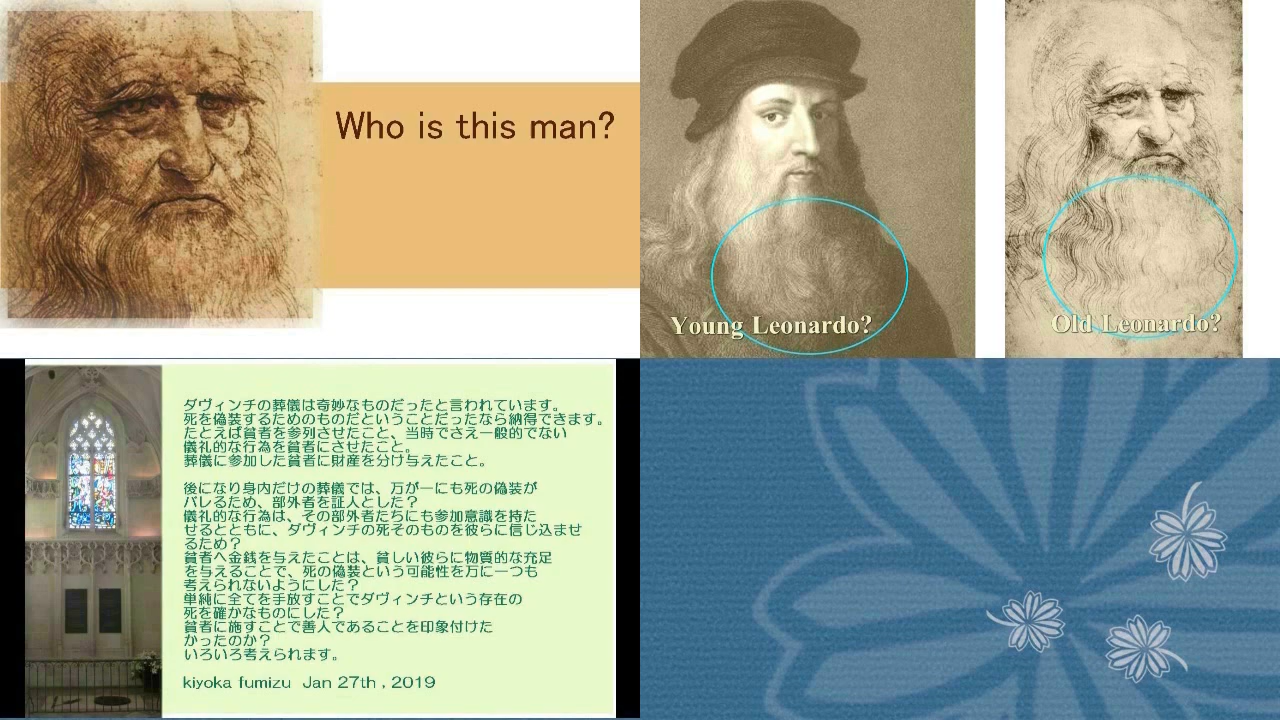 Who is this man?
Young Leonardo?
Old Leonardo?
ダヴィンチの葬儀は奇妙なものだったと言われています。
死を偽装するためのものだということだったなら納得できます。
たとえば貧者を参列させたこと、当時でさえ一般的でない
儀礼的な行為を貧者にさせたこと。
葬儀に参加した貧者に財産を分け与えたこと。
後になり身内だけの葬儀では、万が一にも死の偽装が
バレるため、部外者を証人とした？
儀礼的な行為は、その部外者たちにも参加意識を持た
せるとともに、ダヴィンチの死そのものを彼らに信じ込ませ
るため？
貧者へ金銭を与えたことは、貧しい彼らに物質的な充足
を与えることで、死の偽装という可能性を万に一つも
考えられないようにした？
単純に全てを手放すことでダヴィンチという存在の
死を確かなものにした？
貧者に施すことで善人であることを印象付けた
かったのか？
いろいろ考えられます。
kiyoka fumizu Jan 27th , 2019